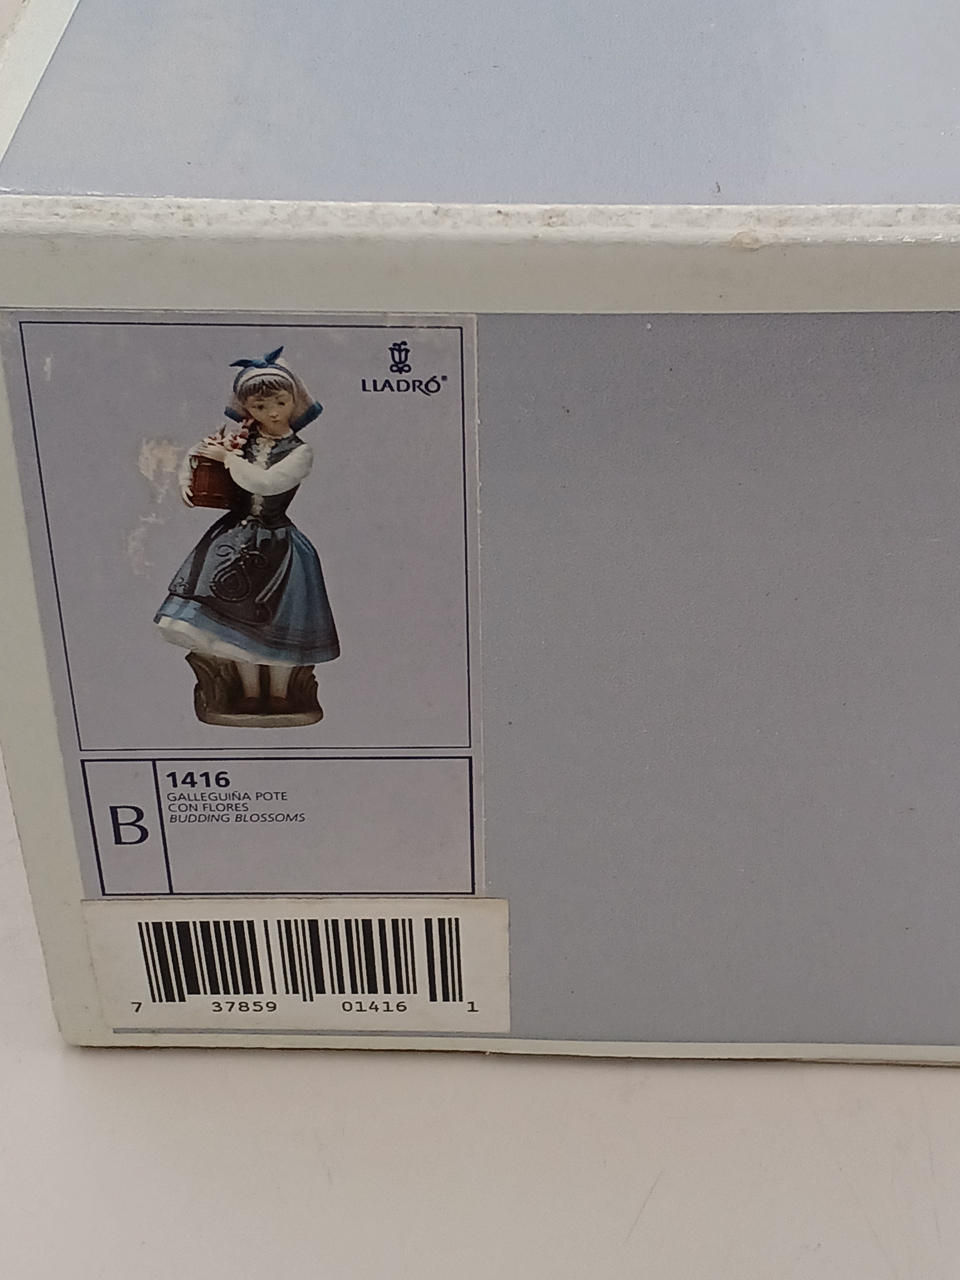 LLADRÓ®
B
1416
GALLEGUIÑA POTE
CON FLORES
BUDDING BLOSSOMS
7 37859 01416 1